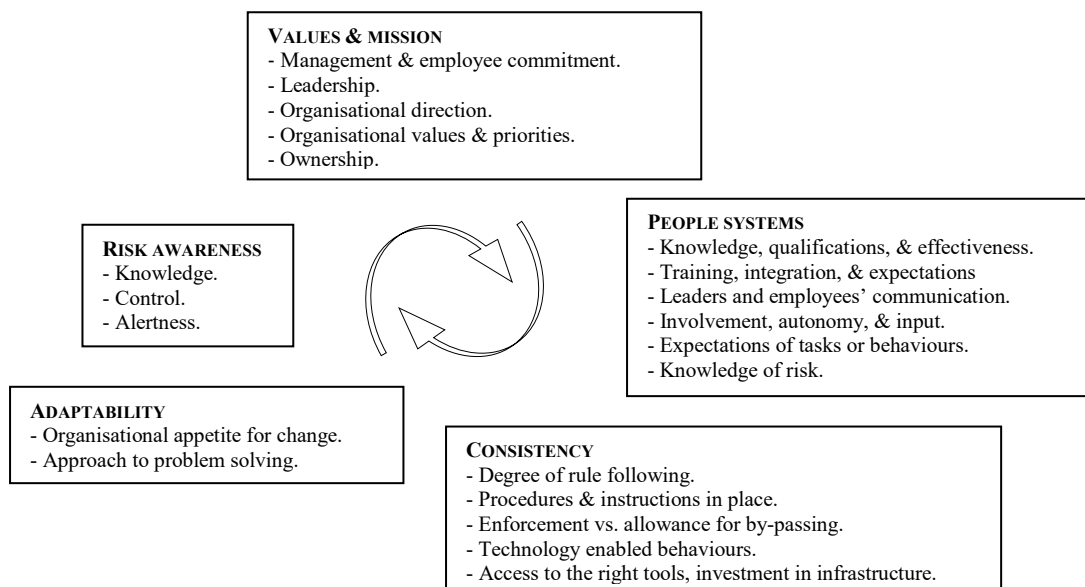 VALUES & MISSION
- Management & employee commitment.
- Leadership.
- Organisational direction.
- Organisational values & priorities.
- Ownership.
RISK AWARENESS
- Knowledge.
- Control.
- Alertness.
PEOPLE SYSTEMS
- Knowledge, qualifications, & effectiveness.
- Training, integration, & expectations
- Leaders and employees’ communication.
- Involvement, autonomy, & input.
- Expectations of tasks or behaviours.
- Knowledge of risk.
ADAPTABILITY
- Organisational appetite for change.
- Approach to problem solving.
CONSISTENCY
- Degree of rule following.
- Procedures & instructions in place.
- Enforcement vs. allowance for by-passing.
- Technology enabled behaviours.
- Access to the right tools, investment in infrastructure.